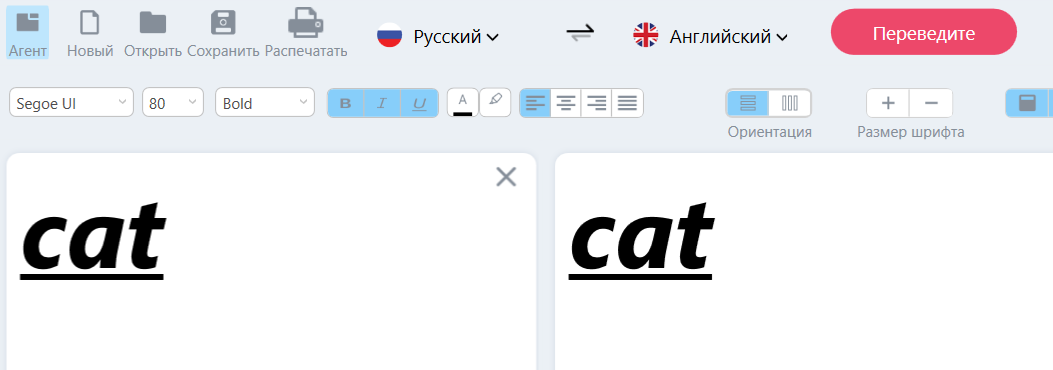 Агент Новый Открыть Сохранить Распечатать Русский Английский Переведите
Segoe UI 80 Bold B I U A
Ориентация Размер шрифта
cat cat